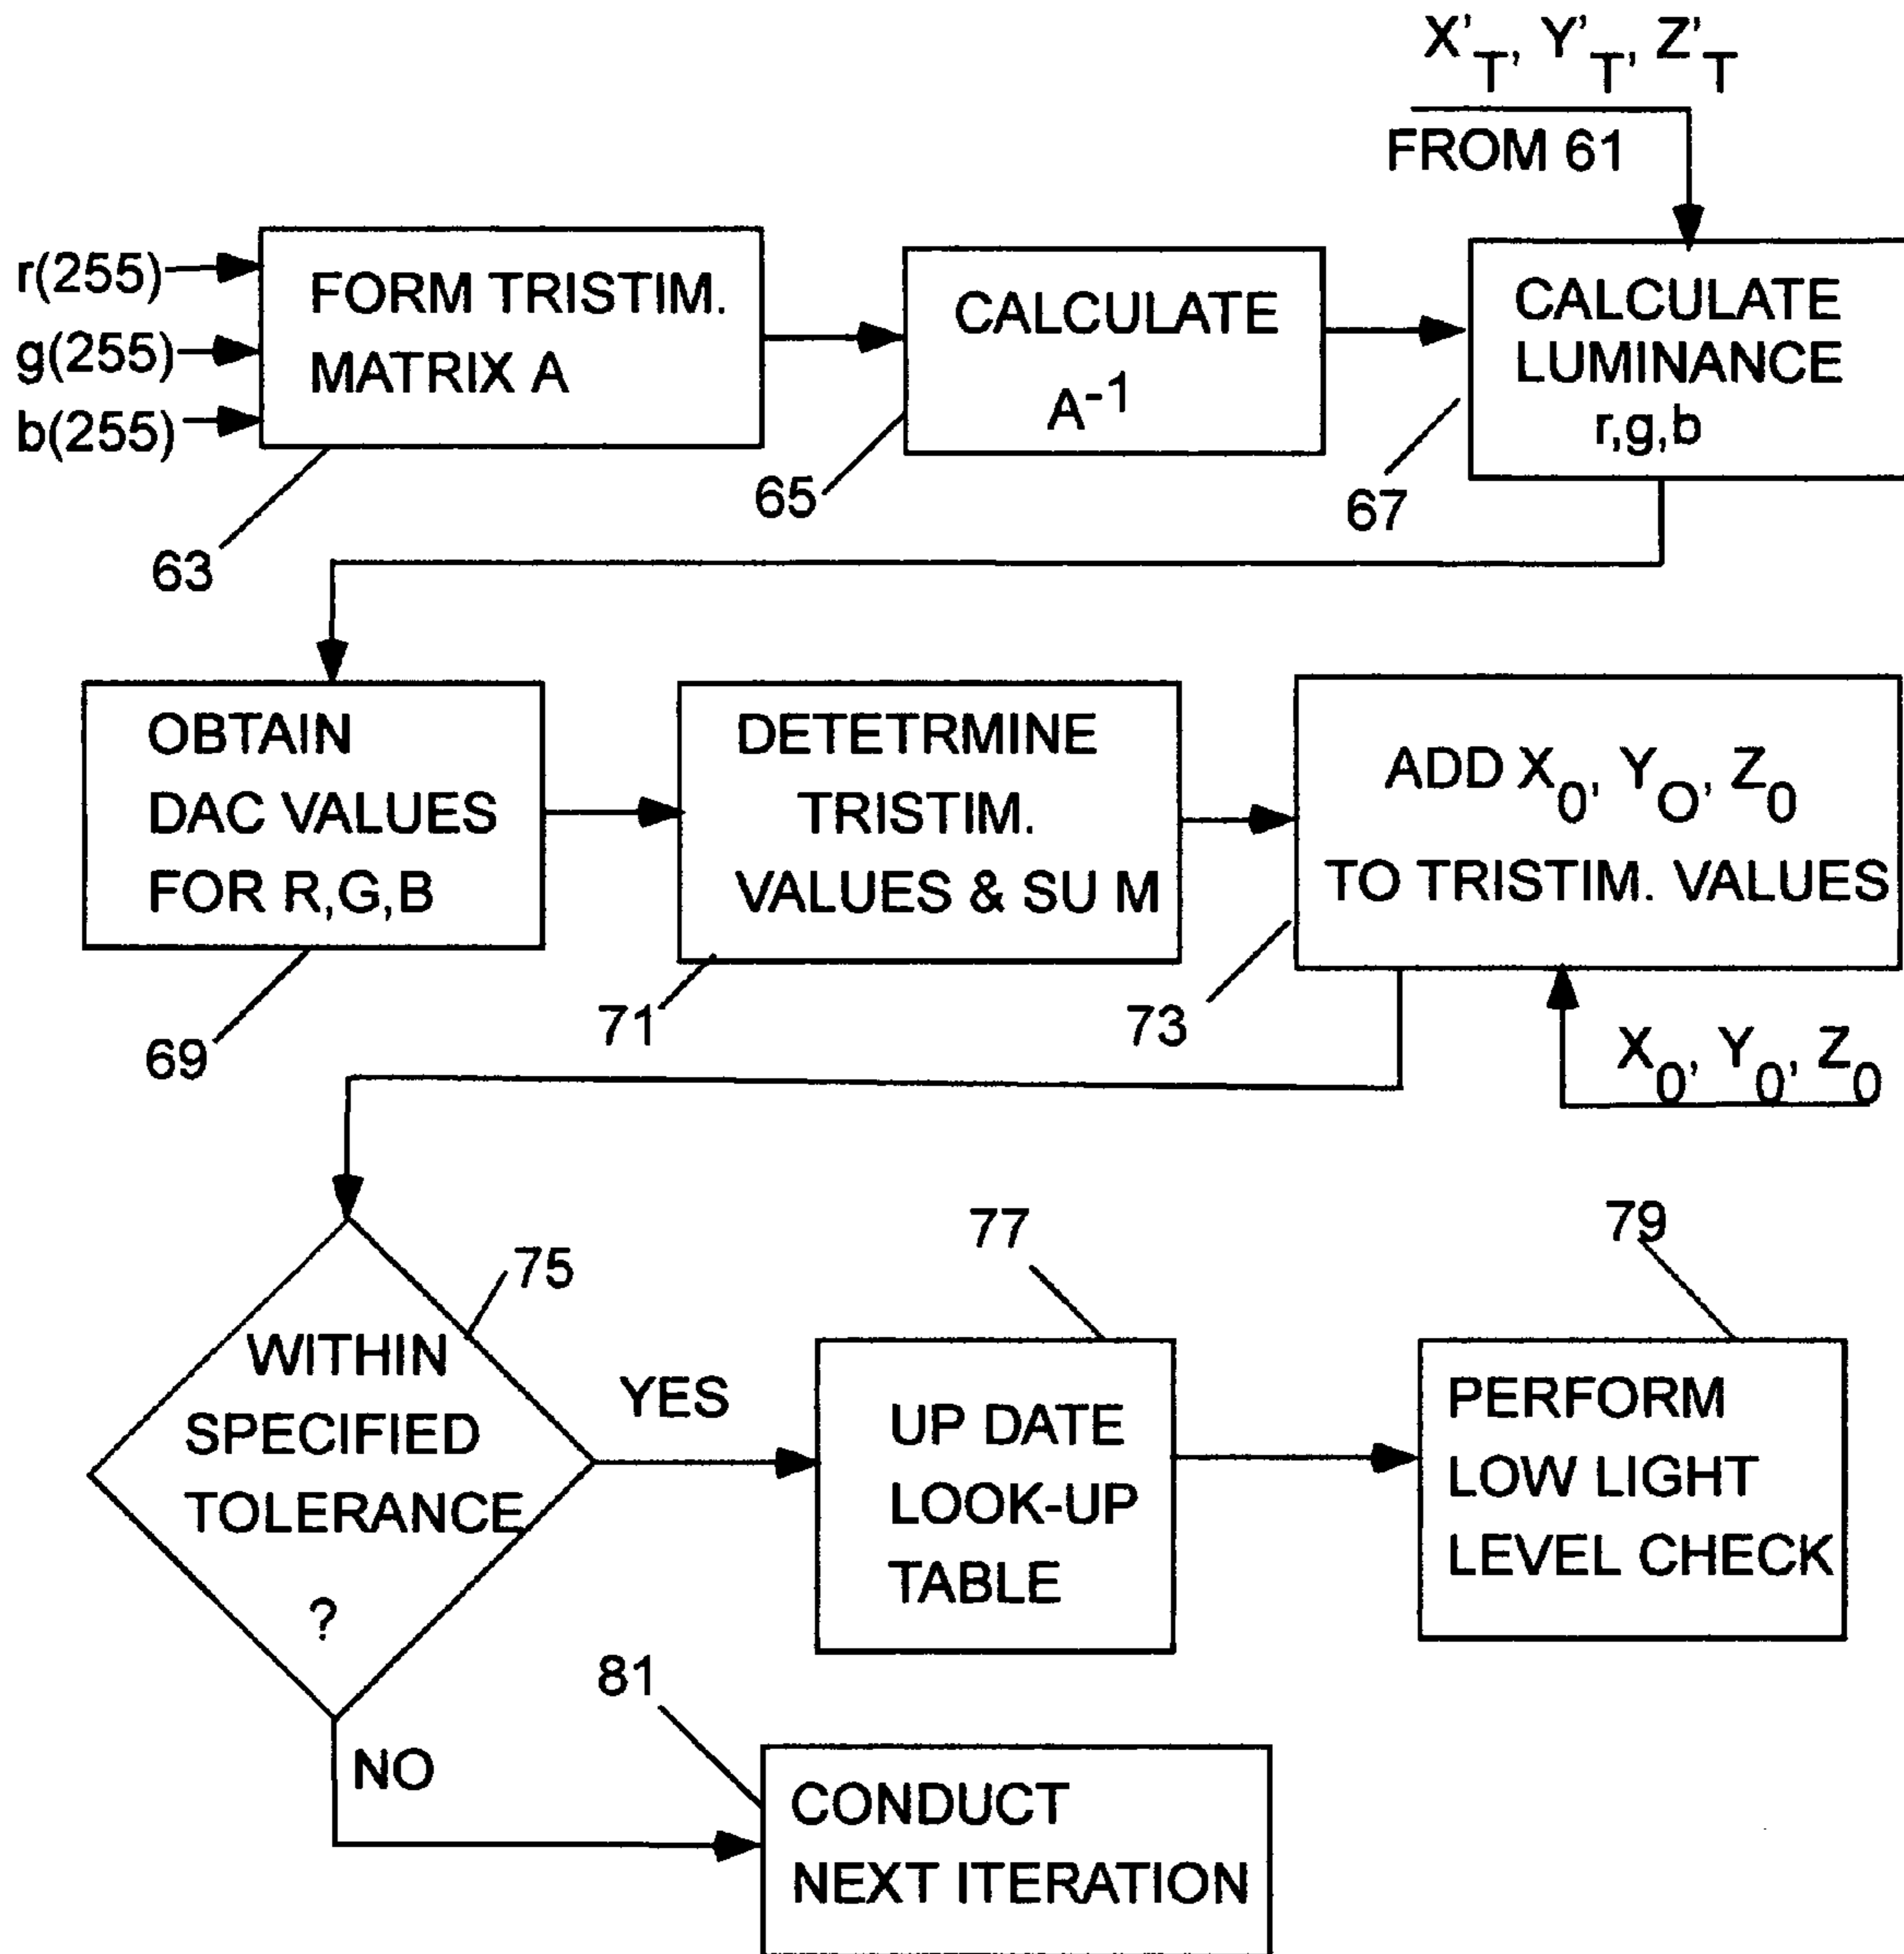 X'T, Y'T, Z'T
FROM 61
r(255)
g(255)
b(255)
FORM TRISTIM.
MATRIX A
CALCULATE
A-1
CALCULATE
LUMINANCE
r,g,b
63
65
67
OBTAIN
DAC VALUES
FOR R,G,B
DETETRMINE
TRISTIM.
VALUES & SU M
ADD X0, YO, Z0
TO TRISTIM. VALUES
69
71
73
X0, Y0, Z0
75
77
79
WITHIN
SPECIFIED
TOLERANCE
?
YES
UP DATE
LOOK-UP
TABLE
PERFORM
LOW LIGHT
LEVEL CHECK
81
NO
CONDUCT
NEXT ITERATION